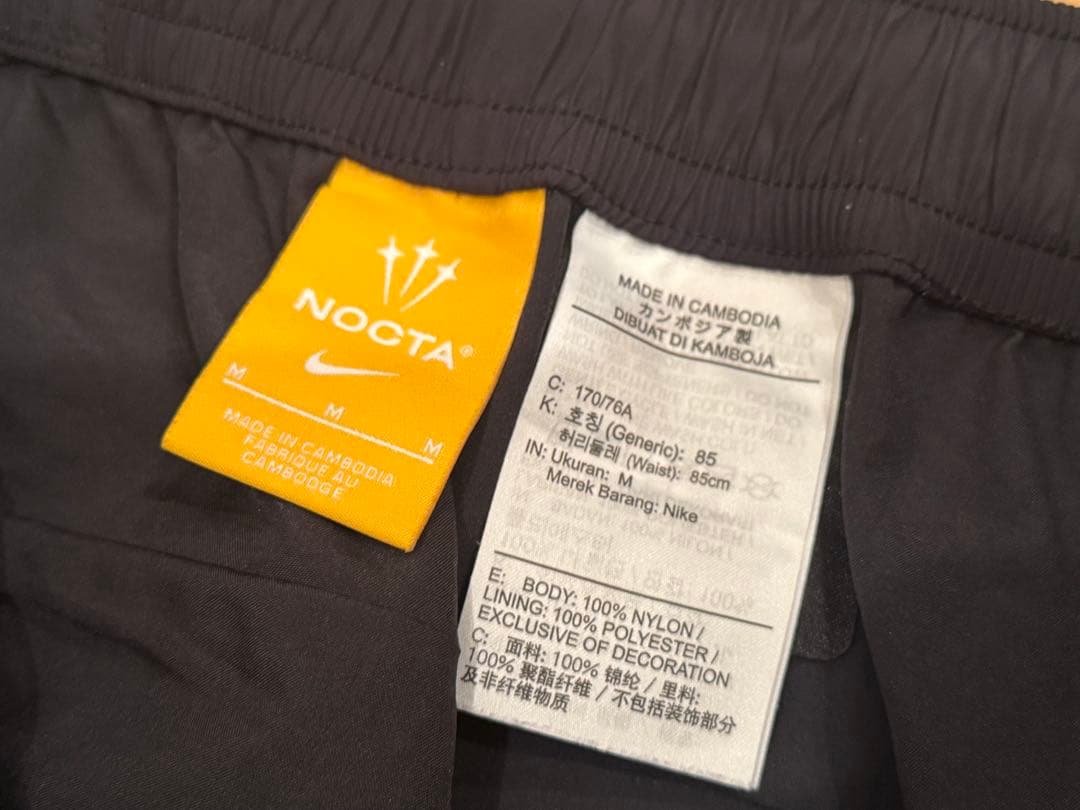 NOCTA®
M
M
M
MADE IN CAMBODIA
FABRIQUE AU
CAMBODGE
MADE IN CAMBODIA
カンボジア製
DIBUAT DI KAMBOJA
C: 170/76A
K: 호칭 (Generic): 85
허리둘레 (Waist): 85cm
IN: Ukuran: M
Merek Barang: Nike
E: BODY: 100% NYLON /
LINING: 100% POLYESTER /
EXCLUSIVE OF DECORATION
C: 面料: 100% 锦纶 / 里料:
100% 聚酯纤维 / 不包括装饰部分
及非纤维物质